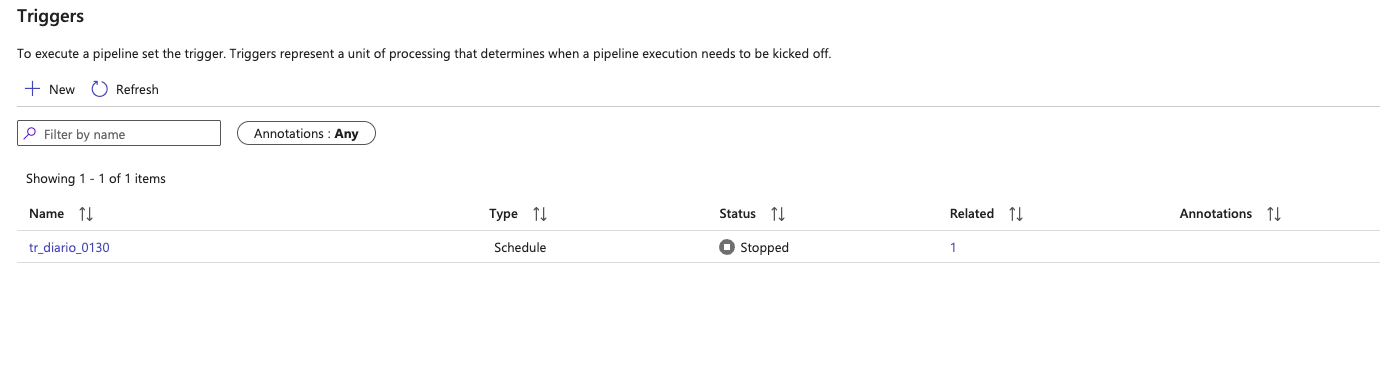 Triggers
To execute a pipeline set the trigger. Triggers represent a unit of processing that determines when a pipeline execution needs to be kicked off.
New Refresh
Filter by name Annotations : Any
Showing 1 - 1 of 1 items
Name Type Status Related Annotations
tr_diario_0130 Schedule Stopped 1